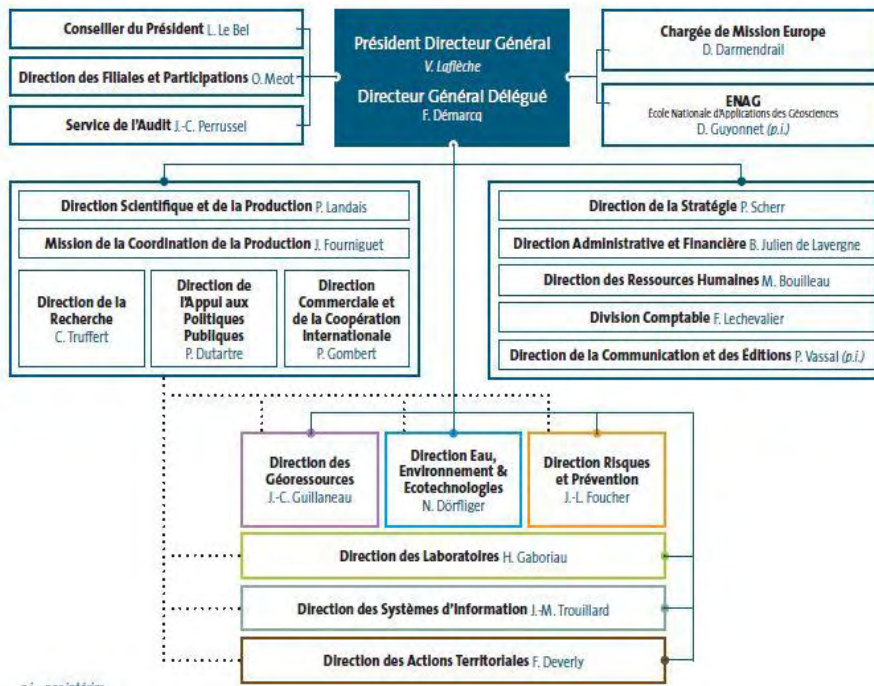 Conseiller du Président L. Le Bel
Direction des Filiales et Participations O. Meot
Service de l'Audit J.-C. Perrussel
Président Directeur Général
V. Laflèche
Directeur Général Délégué
F. Démarcq
Chargée de Mission Europe
D. Darmendrail
ENAG
École Nationale d'Applications des Géosciences
D. Guyonnet (p.i.)
Direction Scientifique et de la Production P. Landais
Mission de la Coordination de la Production J. Fourniguet
Direction de la
Recherche
C. Truffert
Direction de
l'Appui aux
Politiques
Publiques
P. Dutartre
Direction
Commerciale et
de la Coopération
Internationale
P. Gombert
Direction de la Stratégie P. Scherr
Direction Administrative et Financière B. Julien de Lavergne
Direction des Ressources Humaines M. Bouilleau
Division Comptable F. Lechevalier
Direction de la Communication et des Éditions P. Vassal (p.i.)
Direction des
Géoressources
J.-C. Guillaneau
Direction Eau,
Environnement &
Ecotechnologies
N. Dörfliger
Direction Risques
et Prévention
J.-L. Foucher
Direction des Laboratoires H. Gaboriau
Direction des Systèmes d'Information J.-M. Trouillard
Direction des Actions Territoriales F. Deverly